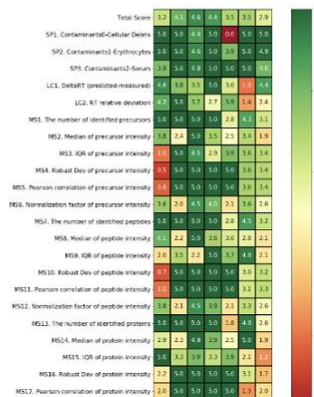 Total Score 3.2 4.1 4.6 4.4 3.5 3.5 2.9
SP1. Contaminants0-Cellular Debris 5.0 5.0 4.4 5.0 0.0 5.0 5.0
SP2. Contaminants1-Erythrocytes 5.0 5.0 4.6 5.0 3.9 5.0 4.9
SP3. Contaminants2-Serum 3.9 5.0 4.8 5.0 5.0 5.0 4.0
LC1. DeltaRT (predicted-measured) 4.6 3.8 3.5 5.0 3.0 4.4
LC2. RT relative deviation 4.2 5.0 3.7 2.7 3.9 1.4 2.4
MS1. The number of identified precursors 5.0 5.0 5.0 5.0 2.8 4.3 3.1
MS2. Median of precursor intensity 3.8 2.4 5.0 3.5 2.5 3.4 1.9
MS3. IQR of precursor intensity 5.0 4.5 2.9 3.9 3.6 3.4
MS4. Robust Dev of precursor intensity 0.5 5.0 5.0 5.0 5.0 3.6 3.4
MS5. Pearson correlation of precursor intensity 0.8 5.0 5.0 5.0 5.0 3.6 3.4
MS6. Normalization factor of precursor intensity 3.6 2.0 4.5 4.0 2.1 3.6 2.6
MS7. The number of identified peptides 5.0 5.0 5.0 5.0 2.8 4.5 3.2
MS8. Median of peptide intensity 4.1 2.2 5.0 3.6 3.0 2.8 2.1
MS9. IQR of peptide intensity 2.0 3.5 2.2 5.0 3.7 4.8 2.1
MS10. Robust Dev of peptide intensity 0.7 5.0 5.0 5.0 5.0 3.0 3.2
MS11. Pearson correlation of peptide intensity 1.0 5.0 5.0 5.0 5.0 3.1 3.3
MS12. Normalization factor of peptide intensity 3.8 2.1 4.5 3.9 2.1 3.3 2.6
MS13. The number of identified proteins 5.0 5.0 5.0 5.0 1.8 4.8 2.6
MS14. Median of protein intensity 2.9 2.3 4.9 3.9 2.5 5.0 1.9
MS15. IQR of protein intensity 5.0 3.3 3.9 3.3 3.9 2.1 1.2
MS16. Robust Dev of protein intensity 2.2 5.0 5.0 5.0 5.0 3.1 1.7
MS17. Pearson correlation of protein intensity 2.0 5.0 5.0 5.0 5.0 1.3 2.0